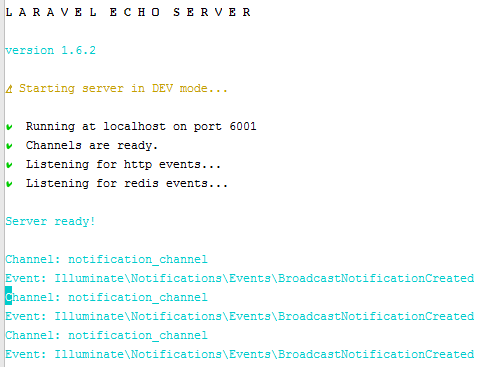 L A R A V E L  E C H O  S E R V E R
version 1.6.2
⚠ Starting server in DEV mode...
✔ Running at localhost on port 6001
✔ Channels are ready.
✔ Listening for http events...
✔ Listening for redis events...
Server ready!
Channel: notification_channel
Event: Illuminate\Notifications\Events\BroadcastNotificationCreated
Channel: notification_channel
Event: Illuminate\Notifications\Events\BroadcastNotificationCreated
Channel: notification_channel
Event: Illuminate\Notifications\Events\BroadcastNotificationCreated